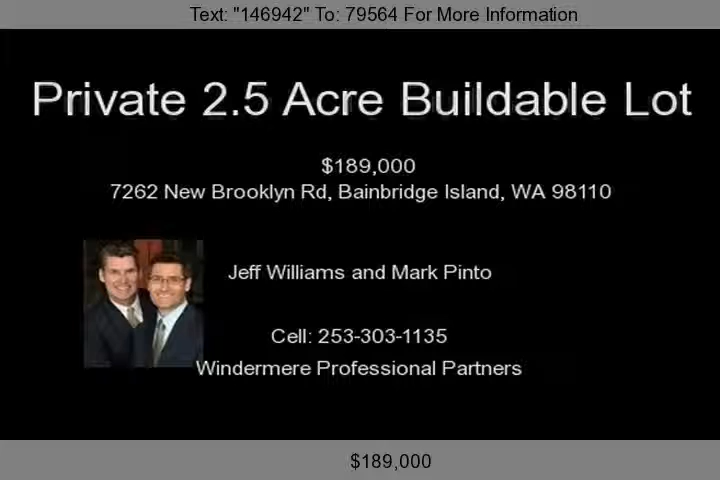 Text: "146942" To: 79564 For More Information
Private 2.5 Acre Buildable Lot
$189,000
7262 New Brooklyn Rd, Bainbridge Island, WA 98110
Jeff Williams and Mark Pinto
Cell: 253-303-1135
Windermere Professional Partners
$189,000